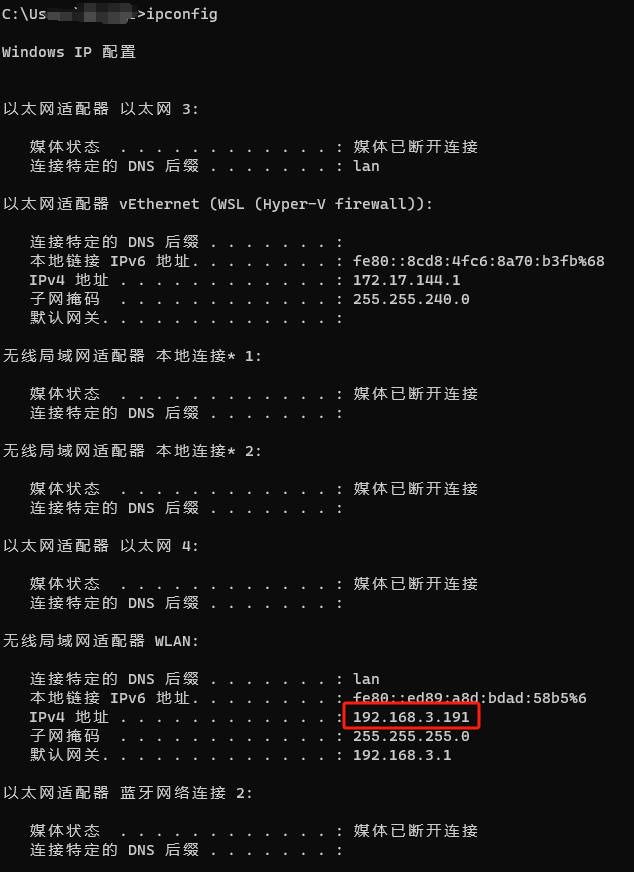 C:\Us >ipconfig
Windows IP 配置
以太网适配器 以太网 3:
媒体状态 . . . . . . . . . . . . : 媒体已断开连接
连接特定的 DNS 后缀 . . . . . . . : lan
以太网适配器 vEthernet (WSL (Hyper-V firewall)):
连接特定的 DNS 后缀 . . . . . . . :
本地链接 IPv6 地址. . . . . . . . : fe80::8cd8:4fc6:8a70:b3fb%68
IPv4 地址 . . . . . . . . . . . . : 172.17.144.1
子网掩码 . . . . . . . . . . . . : 255.255.240.0
默认网关. . . . . . . . . . . . . :
无线局域网适配器 本地连接* 1:
媒体状态 . . . . . . . . . . . . : 媒体已断开连接
连接特定的 DNS 后缀 . . . . . . . :
无线局域网适配器 本地连接* 2:
媒体状态 . . . . . . . . . . . . : 媒体已断开连接
连接特定的 DNS 后缀 . . . . . . . :
以太网适配器 以太网 4:
媒体状态 . . . . . . . . . . . . : 媒体已断开连接
连接特定的 DNS 后缀 . . . . . . . :
无线局域网适配器 WLAN:
连接特定的 DNS 后缀 . . . . . . . : lan
本地链接 IPv6 地址. . . . . . . . : fe80::ed89:a8d:bdad:58b5%6
IPv4 地址 . . . . . . . . . . . . : 192.168.3.191
子网掩码 . . . . . . . . . . . . : 255.255.255.0
默认网关. . . . . . . . . . . . . : 192.168.3.1
以太网适配器 蓝牙网络连接 2:
媒体状态 . . . . . . . . . . . . : 媒体已断开连接
连接特定的 DNS 后缀 . . . . . . . :